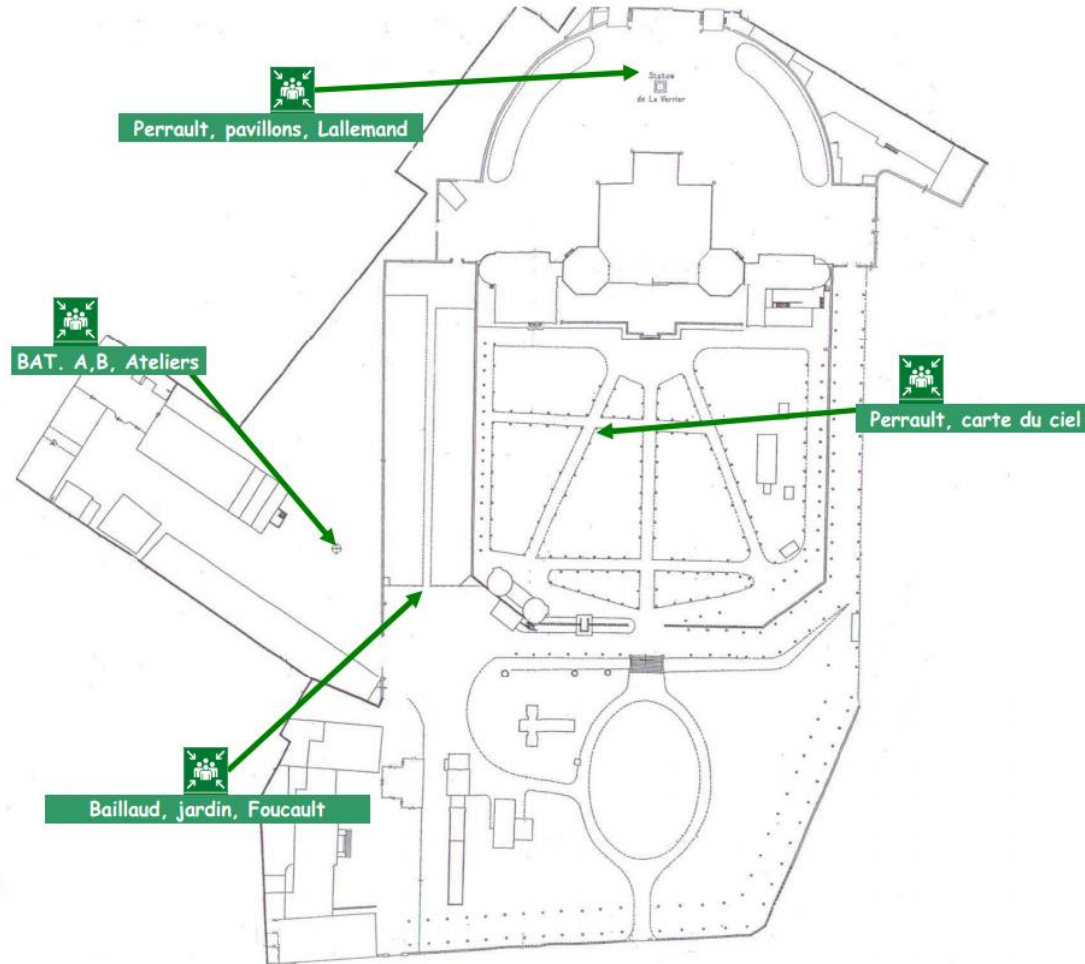 Statue
de Le Verrier
Perrault, pavillons, Lallemand
BAT. A,B, Ateliers
Perrault, carte du ciel
Baillaud, jardin, Foucault